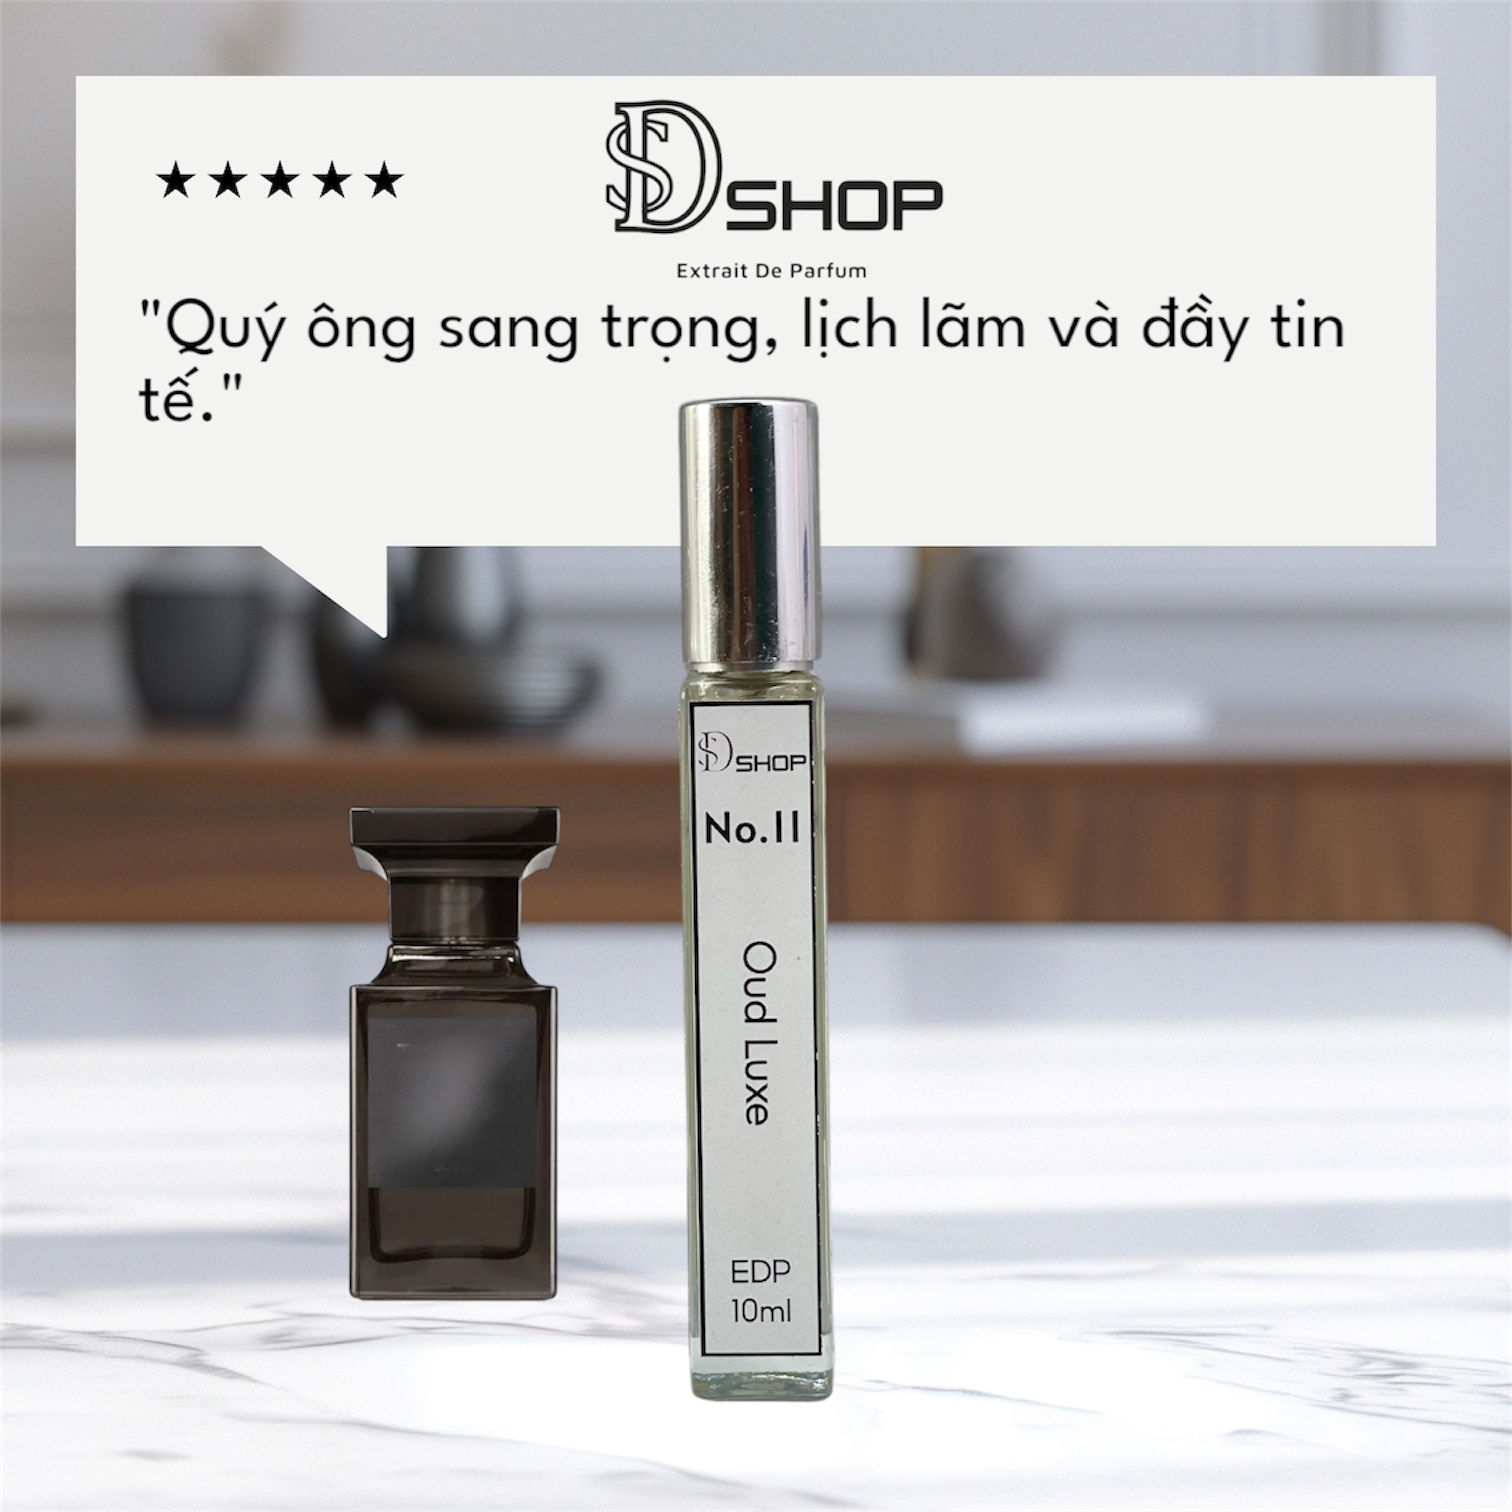 ★★★★★
SD SHOP
Extrait De Parfum
"Quý ông sang trọng, lịch lãm và đầy tin
tế."
SD SHOP
No.11
Oud Luxe
EDP
10ml